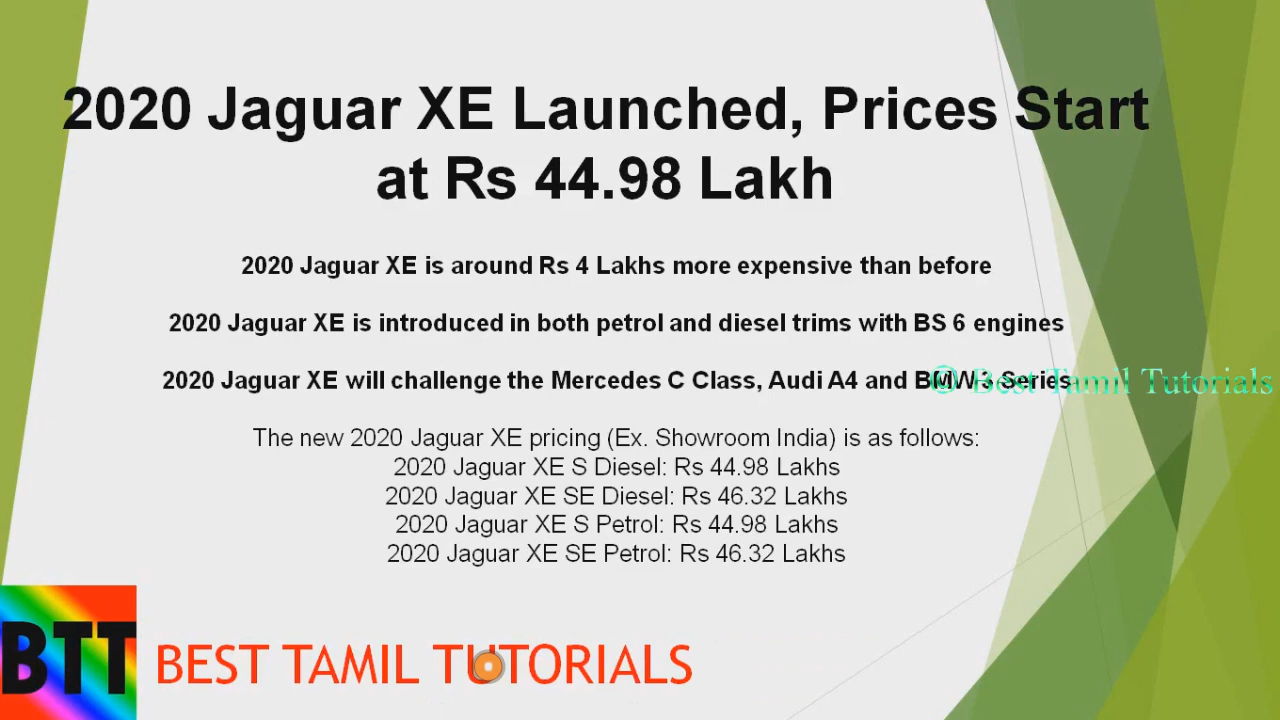 2020 Jaguar XE Launched, Prices Start
at Rs 44.98 Lakh
2020 Jaguar XE is around Rs 4 Lakhs more expensive than before
2020 Jaguar XE is introduced in both petrol and diesel trims with BS 6 engines
2020 Jaguar XE will challenge the Mercedes C Class, Audi A4 and BMW 3 Series
© Best Tamil Tutorials
The new 2020 Jaguar XE pricing (Ex. Showroom India) is as follows:
2020 Jaguar XE S Diesel: Rs 44.98 Lakhs
2020 Jaguar XE SE Diesel: Rs 46.32 Lakhs
2020 Jaguar XE S Petrol: Rs 44.98 Lakhs
2020 Jaguar XE SE Petrol: Rs 46.32 Lakhs
BTT
BEST TAMIL TUTORIALS